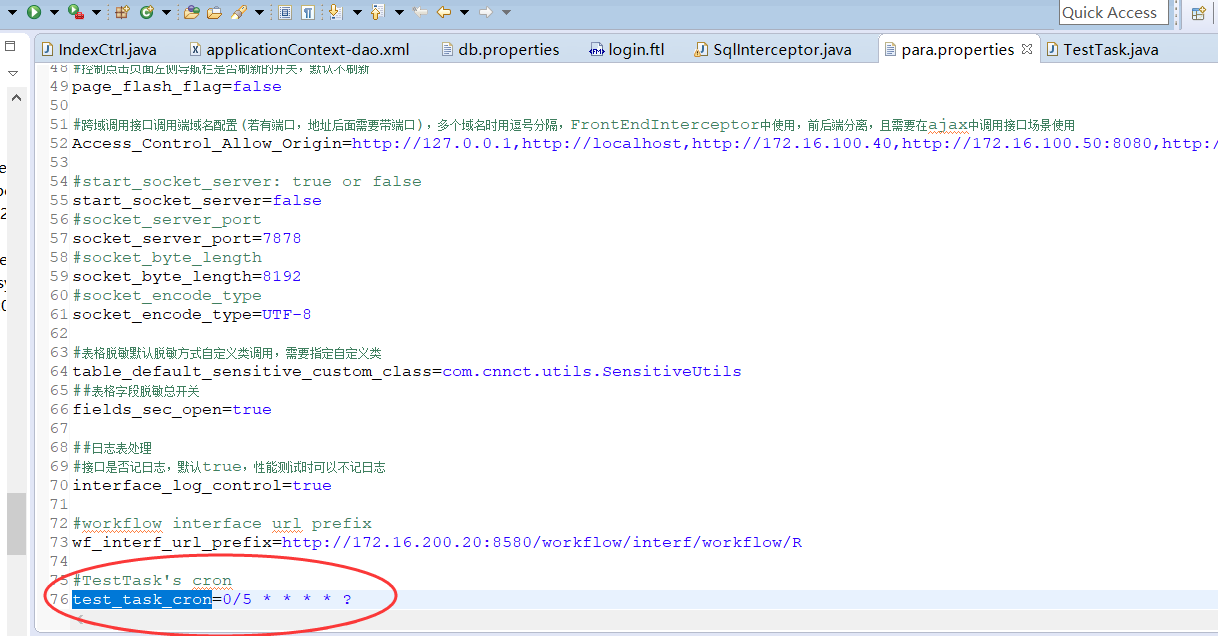 Quick Access
IndexCtrl.java applicationContext-dao.xml db.properties login.ftl SqlInterceptor.java para.properties TestTask.java
48 #控制点击页面左侧导航栏是否刷新的开关，默认不刷新
49 page_flash_flag=false
50
51 #跨域调用接口调用端域名配置(若有端口，地址后面需要带端口)，多个域名时用逗号分隔，FrontEndInterceptor中使用，前后端分离，且需要在ajax中调用接口场景使用
52 Access_Control_Allow_Origin=http://127.0.0.1,http://localhost,http://172.16.100.40,http://172.16.100.50:8080,http:/
53
54 #start_socket_server: true or false
55 start_socket_server=false
56 #socket_server_port
57 socket_server_port=7878
58 #socket_byte_length
59 socket_byte_length=8192
60 #socket_encode_type
61 socket_encode_type=UTF-8
62
63 #表格脱敏默认脱敏方式自定义类调用，需要指定自定义类
64 table_default_sensitive_custom_class=com.cnnct.utils.SensitiveUtils
65 ##表格字段脱敏总开关
66 fields_sec_open=true
67
68 ##日志表处理
69 #接口是否记日志，默认true，性能测试时可以不记日志
70 interface_log_control=true
71
72 #workflow interface url prefix
73 wf_interf_url_prefix=http://172.16.200.20:8580/workflow/interf/workflow/R
74
75 #TestTask's cron
76 test_task_cron=0/5 * * * * ?